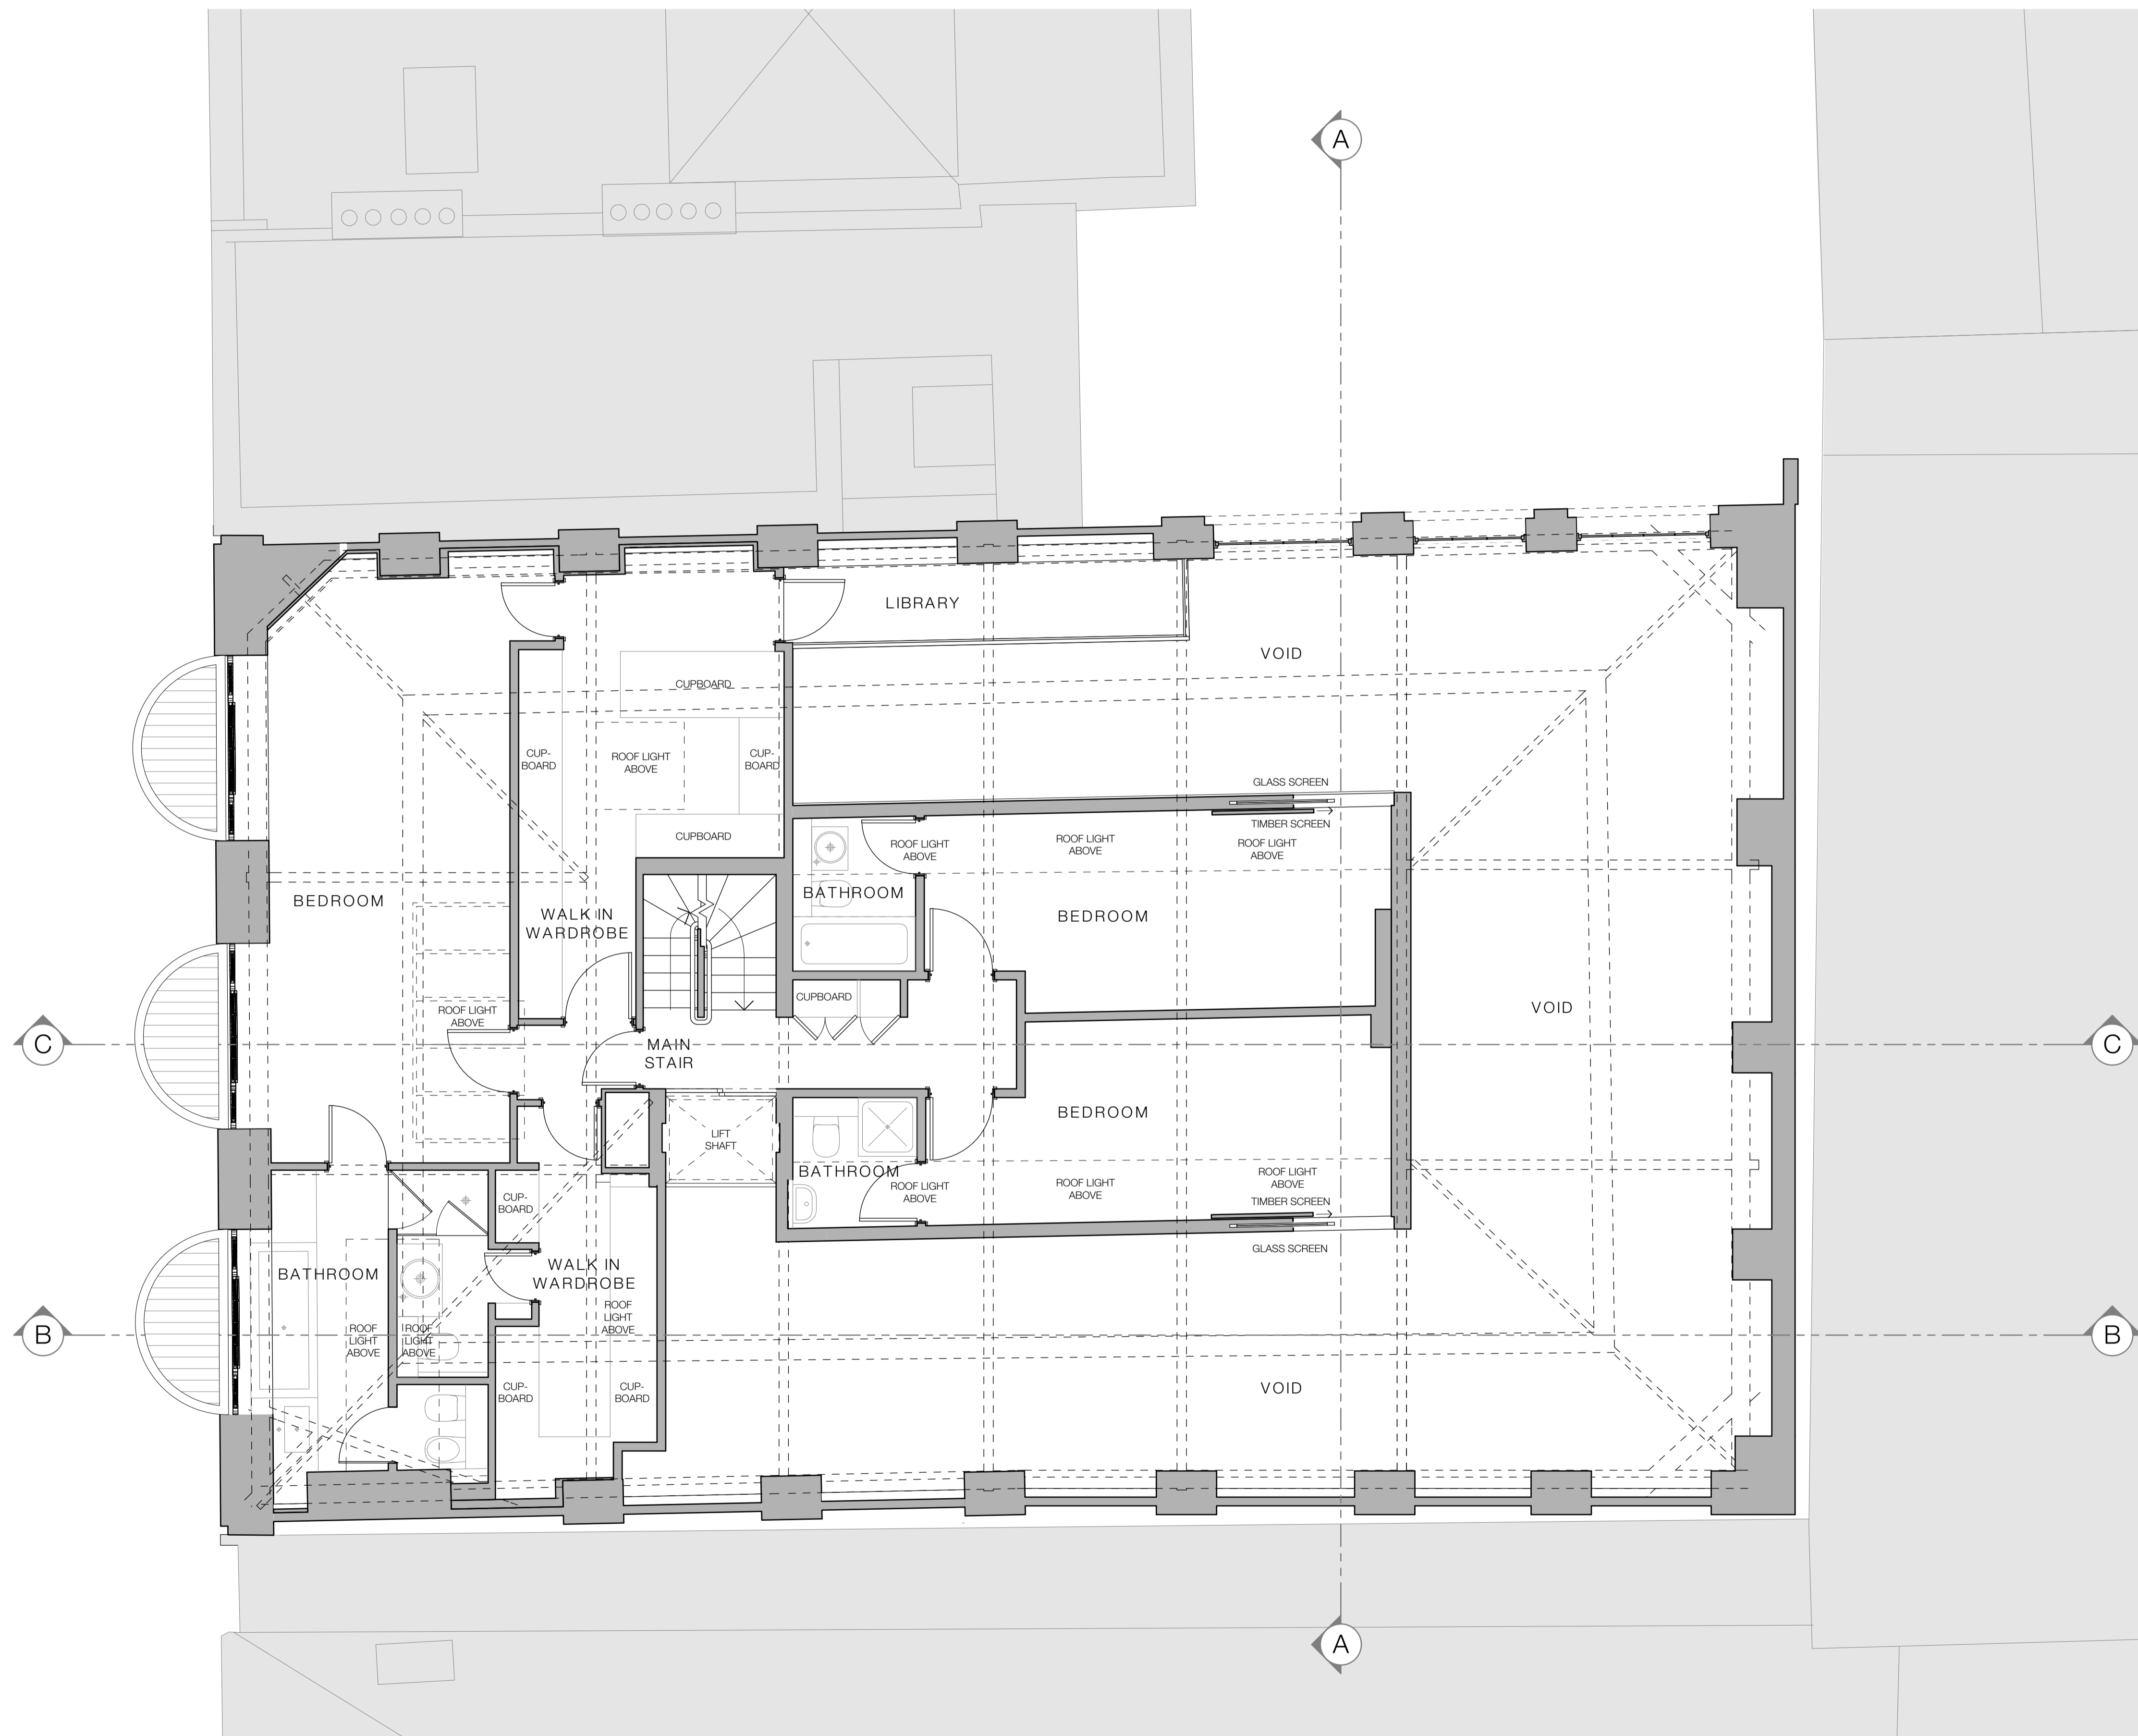 A
LIBRARY
VOID
CUPBOARD
CUP-
BOARD
ROOF LIGHT
ABOVE
CUP-
BOARD
GLASS SCREEN
TIMBER SCREEN
CUPBOARD
ROOF LIGHT
ABOVE
ROOF LIGHT
ABOVE
ROOF LIGHT
ABOVE
BEDROOM
BATHROOM
WALK IN
WARDROBE
BEDROOM
CUPBOARD
VOID
ROOF LIGHT
ABOVE
C
MAIN
STAIR
C
BEDROOM
LIFT
SHAFT
BATHROOM
ROOF LIGHT
ABOVE
ROOF LIGHT
ABOVE
ROOF LIGHT
ABOVE
TIMBER SCREEN
CUP-
BOARD
GLASS SCREEN
BATHROOM
WALK IN
WARDROBE
ROOF
LIGHT
ABOVE
B
ROOF
LIGHT
ABOVE
ROOF
LIGHT
ABOVE
B
CUP-
BOARD
CUP-
BOARD
VOID
A